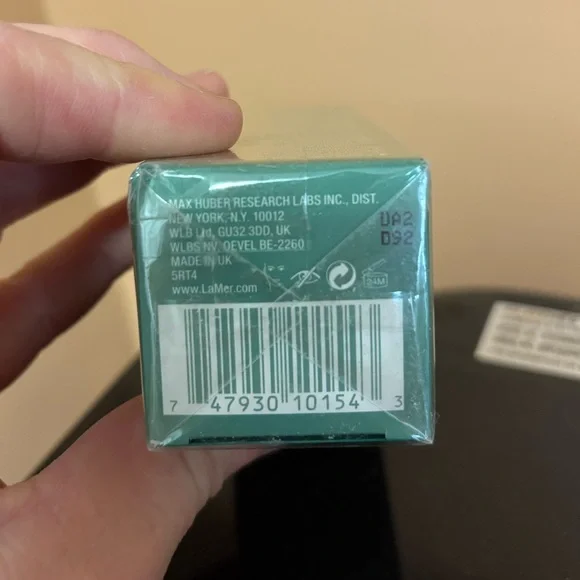 MAX HUBER RESEARCH LABS INC., DIST.
NEW YORK, N.Y. 10012
WLB Ltd, GU32 3DD, UK
WLBS NV, OEVEL BE-2260
MADE IN UK
5RT4
www.LaMer.com
UA2
D92
24M
7 47930 10154 3